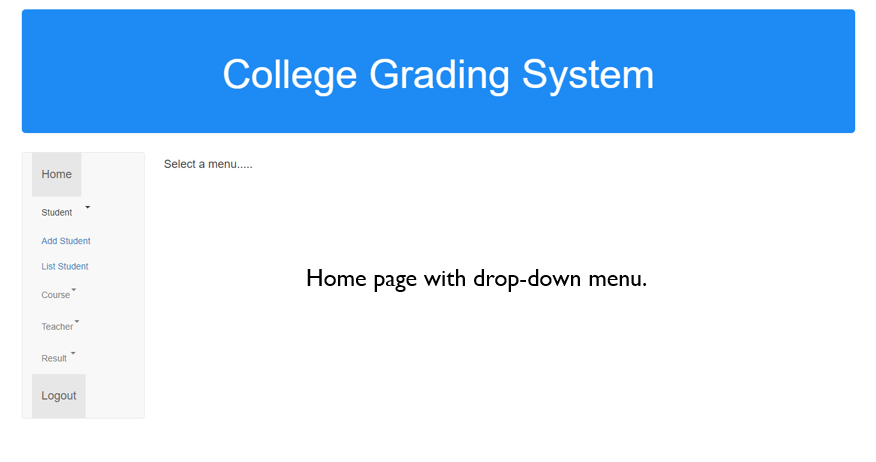 College Grading System
Home
Select a menu.....
Student
Add Student
List Student
Home page with drop-down menu.
Course
Teacher
Result
Logout